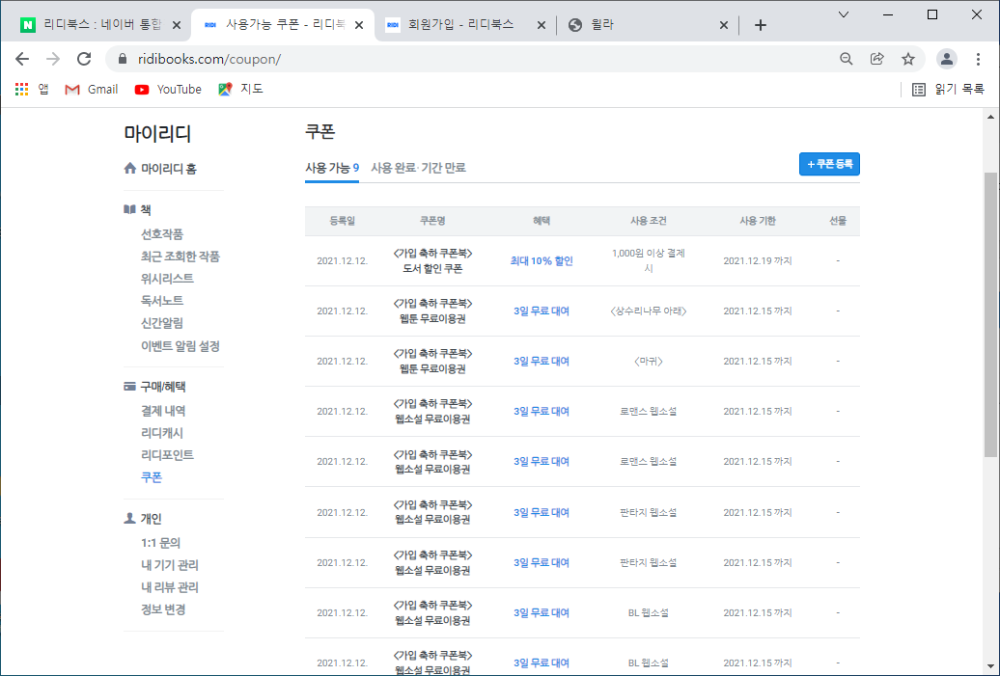 리디북스 : 네이버 통합
사용가능 쿠폰 - 리디북
회원가입 - 리디북스
윌라
ridibooks.com/coupon/
앱
Gmail
YouTube
지도
읽기 목록
마이리디
마이리디 홈
책
선호작품
최근 조회한 작품
위시리스트
독서노트
신간알림
이벤트 알림 설정
구매/혜택
결제 내역
리디캐시
리디포인트
쿠폰
개인
1:1 문의
내 기기 관리
내 리뷰 관리
정보 변경
쿠폰
사용 가능 9 사용 완료·기간 만료
+ 쿠폰 등록
등록일 쿠폰명 혜택 사용 조건 사용 기한 선물
2021.12.12. <가입 축하 쿠폰북> 도서 할인 쿠폰 최대 10% 할인 1,000원 이상 결제 시 2021.12.19 까지 -
2021.12.12. <가입 축하 쿠폰북> 웹툰 무료이용권 3일 무료 대여 <상수리나무 아래> 2021.12.15 까지 -
2021.12.12. <가입 축하 쿠폰북> 웹툰 무료이용권 3일 무료 대여 <마귀> 2021.12.15 까지 -
2021.12.12. <가입 축하 쿠폰북> 웹소설 무료이용권 3일 무료 대여 로맨스 웹소설 2021.12.15 까지 -
2021.12.12. <가입 축하 쿠폰북> 웹소설 무료이용권 3일 무료 대여 로맨스 웹소설 2021.12.15 까지 -
2021.12.12. <가입 축하 쿠폰북> 웹소설 무료이용권 3일 무료 대여 판타지 웹소설 2021.12.15 까지 -
2021.12.12. <가입 축하 쿠폰북> 웹소설 무료이용권 3일 무료 대여 판타지 웹소설 2021.12.15 까지 -
2021.12.12. <가입 축하 쿠폰북> 웹소설 무료이용권 3일 무료 대여 BL 웹소설 2021.12.15 까지 -
2021.12.12. <가입 축하 쿠폰북> 웹소설 무료이용권 3일 무료 대여 BL 웹소설 2021.12.15 까지 -